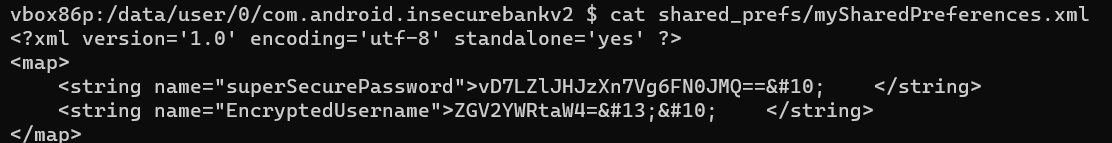 vbox86p:/data/user/0/com.android.insecurebankv2 $ cat shared_prefs/mySharedPreferences.xml
<?xml version='1.0' encoding='utf-8' standalone='yes' ?>
<map>
    <string name="superSecurePassword">vD7LZlJHJzXn7Vg6FN0JMQ==&#10;    </string>
    <string name="EncryptedUsername">ZGV2YWRtaW4=&#13;&#10;    </string>
</map>